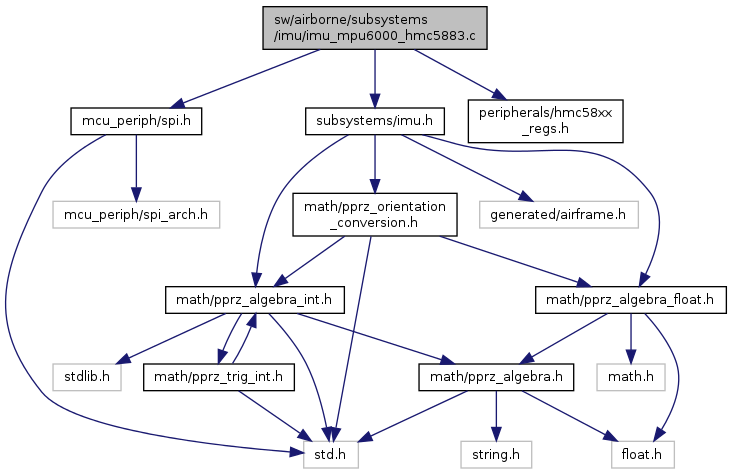 sw/airborne/subsystems
/imu/imu_mpu6000_hmc5883.c
mcu_periph/spi.h
subsystems/imu.h
peripherals/hmc58xx
_regs.h
mcu_periph/spi_arch.h
math/pprz_orientation
_conversion.h
generated/airframe.h
math/pprz_algebra_int.h
math/pprz_algebra_float.h
stdlib.h
math/pprz_trig_int.h
math/pprz_algebra.h
math.h
std.h
string.h
float.h